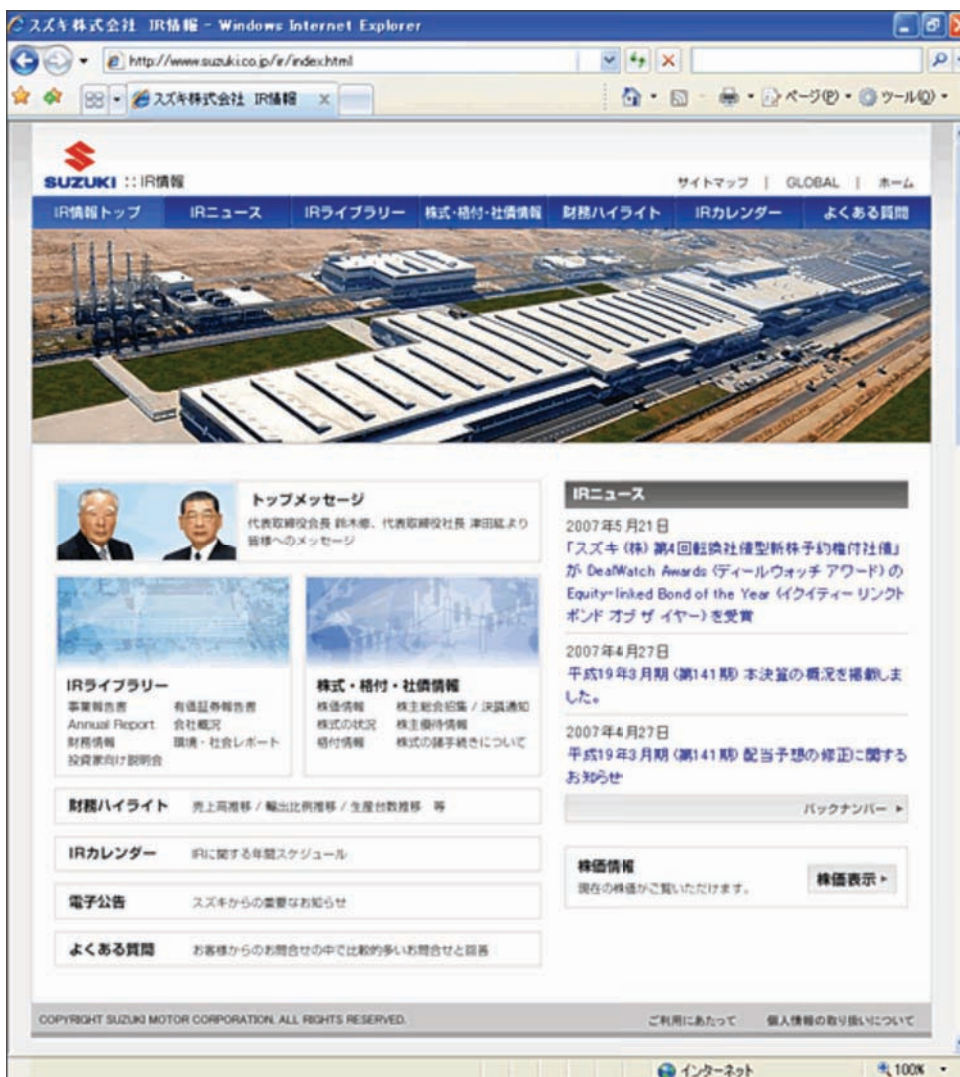 スズキ株式会社 IR情報 - Windows Internet Explorer
http://www.suzuki.co.jp/ir/index.html
スズキ株式会社 IR情報
ページ(P)
ツール(O)
SUZUKI :: IR情報
サイトマップ | GLOBAL | ホーム
IR情報トップ IRニュース IRライブラリー 株式・格付・社債情報 財務ハイライト IRカレンダー よくある質問
トップメッセージ
代表取締役会長 鈴木修、代表取締役社長 津田紘より
皆様へのメッセージ
IRライブラリー
事業報告書 有価証券報告書
Annual Report 会社概況
財務情報 環境・社会レポート
投資家向け説明会
株式・格付・社債情報
株価情報 株主総会招集 / 決議通知
株式の状況 株主優待情報
格付情報 株式の諸手続きについて
財務ハイライト 売上高推移 / 輸出比例推移 / 生産台数推移 等
IRカレンダー IRに関する年間スケジュール
電子公告 スズキからの重要なお知らせ
よくある質問 お客様からのお問合せの中で比較的多いお問合せと回答
IRニュース
2007年5月21日
「スズキ(株) 第4回転換社債型新株予約権付社債」
が DealWatch Awards (ディールウォッチ アワード) の
Equity-linked Bond of the Year (イクイティー リンクト
ボンド オブ ザ イヤー) を受賞
2007年4月27日
平成19年3月期 (第141期) 本決算の概況を掲載しま
した。
2007年4月27日
平成19年3月期 (第141期) 配当予想の修正に関する
お知らせ
バックナンバー
株価情報
現在の株価がご覧いただけます。
株価表示
COPYRIGHT SUZUKI MOTOR CORPORATION. ALL RIGHTS RESERVED.
ご利用にあたって 個人情報の取り扱いについて
インターネット
100%